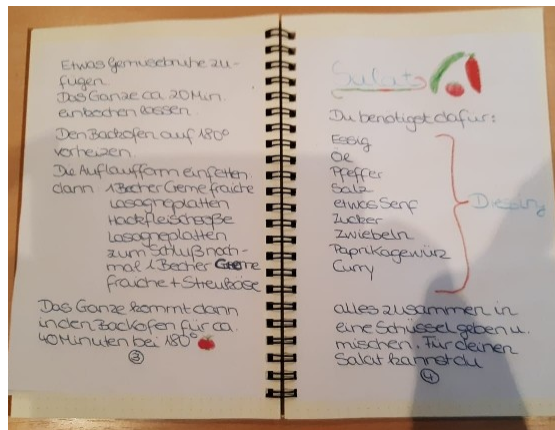 Etwas Gemüsebrühe zu-
fügen.
Das Ganze ca. 20 Min.
einkochen lassen.
Den Backofen auf 180°
vorheizen.
Die Auflaufform einfetten
dann 1 Becher Creme fraiche
Lasagneplatten
Hackfleischsoße
Lasagneplatten
zum Schluß noch-
mal 1 Becher Creme
fraiche + Streukäse
Das Ganze kommt dann
in den Backofen für ca.
40 Minuten bei 180°
3
Salat
Du benötigst dafür:
Essig
Öl
Pfeffer
Salz
etwas Senf
Zucker
Zwiebeln
Paprikagewürz
Curry
Dressing
alles zusammen in
eine Schüssel geben u.
mischen. Für deinen
Salat kannst du
4